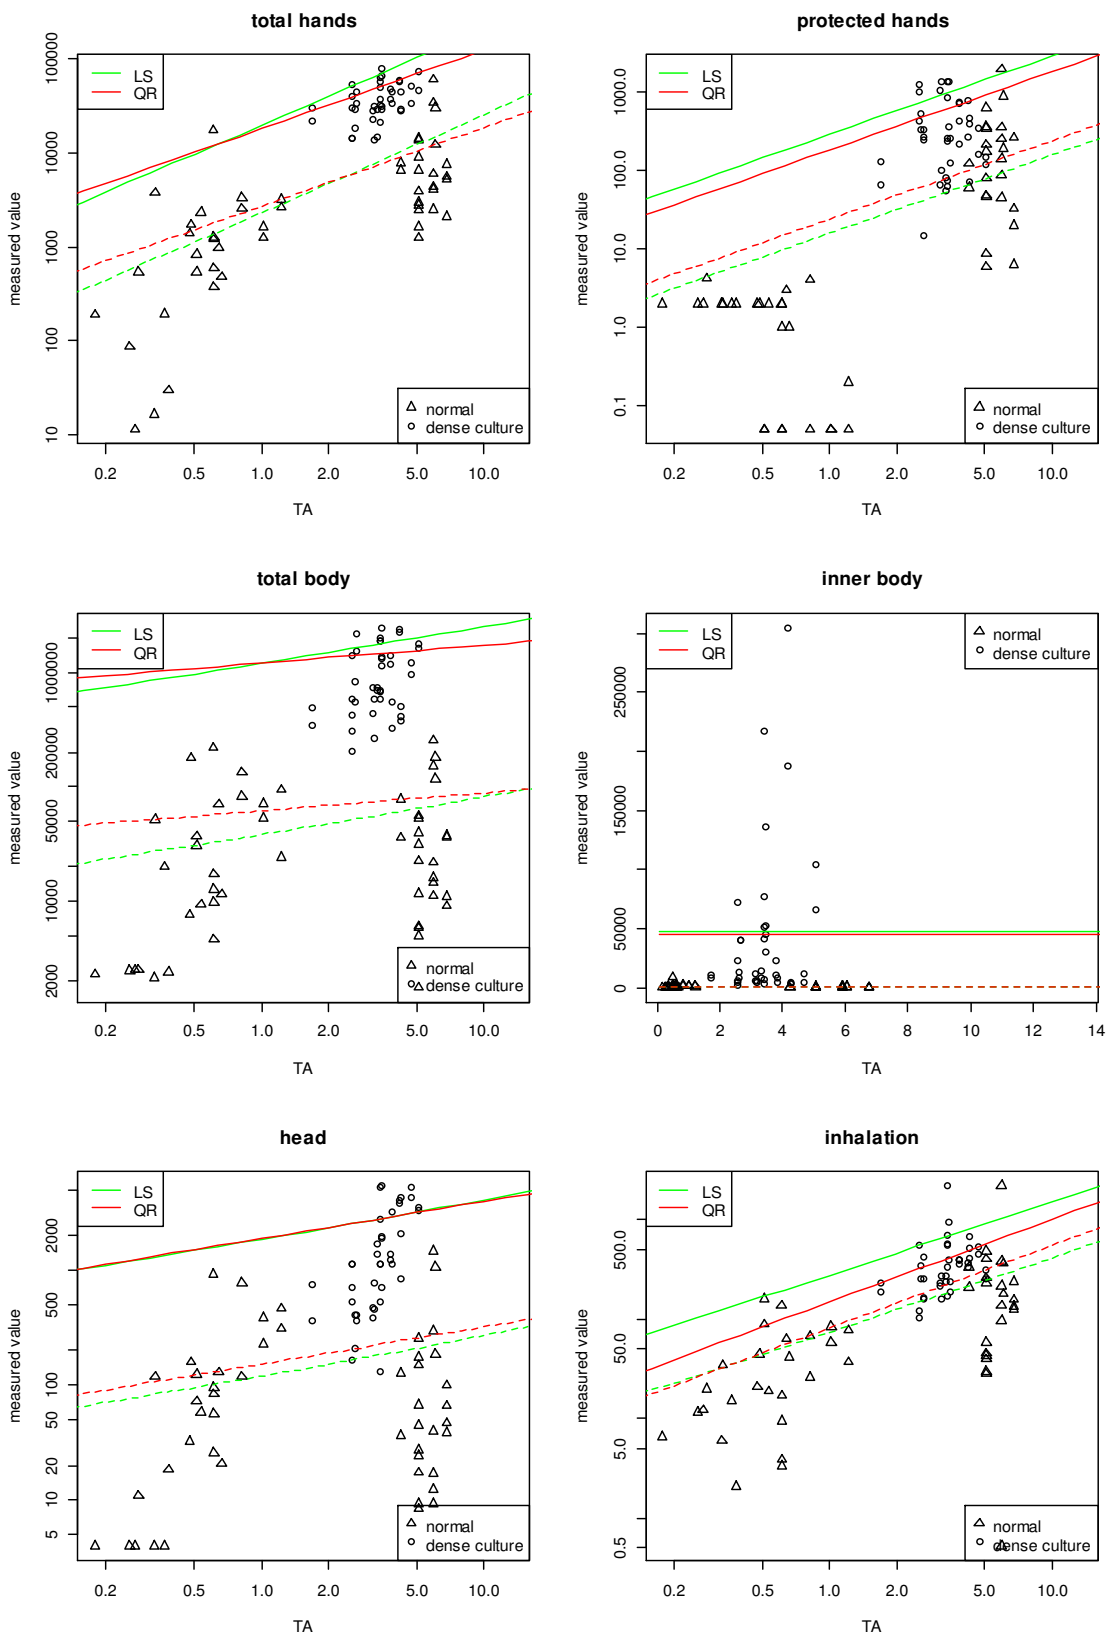 total hands
LS
QR
measured value
10
100
1000
10000
100000
normal
dense culture
0.2
0.5
1.0
2.0
5.0
10.0
TA
protected hands
LS
QR
measured value
0.1
1.0
10.0
100.0
1000.0
normal
dense culture
0.2
0.5
1.0
2.0
5.0
10.0
TA
total body
LS
QR
measured value
2000
10000
50000
200000
1000000
normal
dense culture
0.2
0.5
1.0
2.0
5.0
10.0
TA
inner body
LS
QR
normal
dense culture
measured value
0
50000
150000
250000
0
2
4
6
8
10
12
14
TA
head
LS
QR
measured value
5
10
20
50
100
500
2000
normal
dense culture
0.2
0.5
1.0
2.0
5.0
10.0
TA
inhalation
LS
QR
measured value
0.5
5.0
50.0
500.0
normal
dense culture
0.2
0.5
1.0
2.0
5.0
10.0
TA